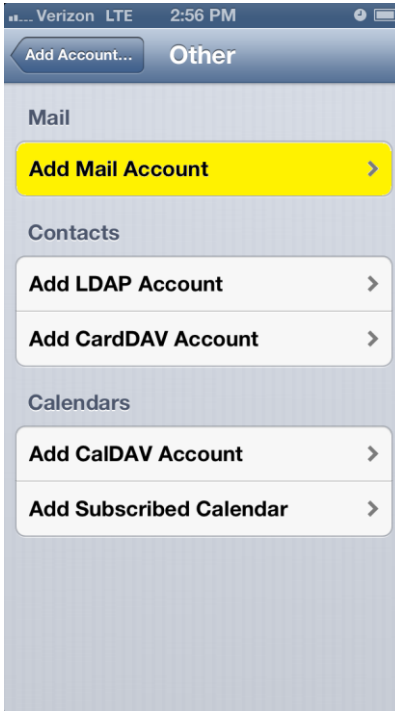 .... Verizon LTE 2:56 PM
Add Account... Other
Mail
Add Mail Account
Contacts
Add LDAP Account
Add CardDAV Account
Calendars
Add CalDAV Account
Add Subscribed Calendar